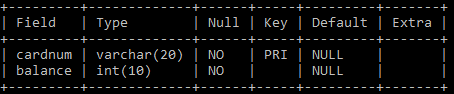 +---------+-------------+------+-----+---------+-------+
| Field   | Type        | Null | Key | Default | Extra |
+---------+-------------+------+-----+---------+-------+
| cardnum | varchar(20) | NO   | PRI | NULL    |       |
| balance | int(10)     | NO   |     | NULL    |       |
+---------+-------------+------+-----+---------+-------+